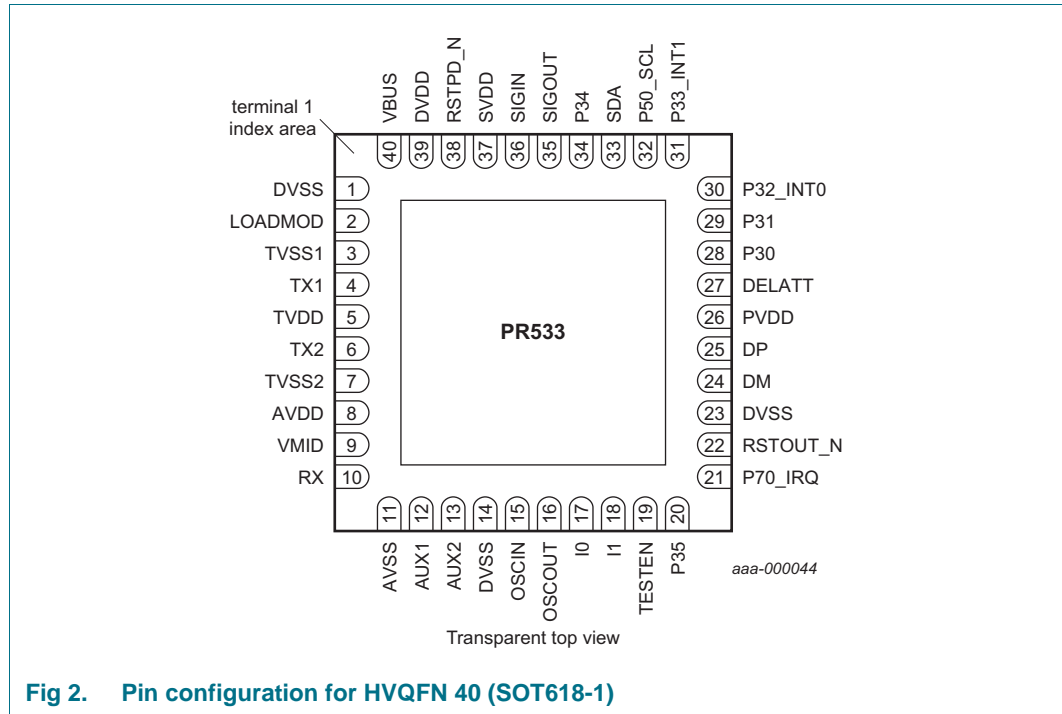 VBUS
DVDD
RSTPD_N
SVDD
SIGIN
SIGOUT
P34
SDA
P50_SCL
P33_INT1
terminal 1
index area
40
39
38
37
36
35
34
33
32
31
DVSS 1
LOADMOD 2
TVSS1 3
TX1 4
TVDD 5
TX2 6
TVSS2 7
AVDD 8
VMID 9
RX 10
PR533
30 P32_INT0
29 P31
28 P30
27 DELATT
26 PVDD
25 DP
24 DM
23 DVSS
22 RSTOUT_N
21 P70_IRQ
11
12
13
14
15
16
17
18
19
20
AVSS
AUX1
AUX2
DVSS
OSCIN
OSCOUT
I0
I1
TESTEN
P35
aaa-000044
Transparent top view
Fig 2. Pin configuration for HVQFN 40 (SOT618-1)